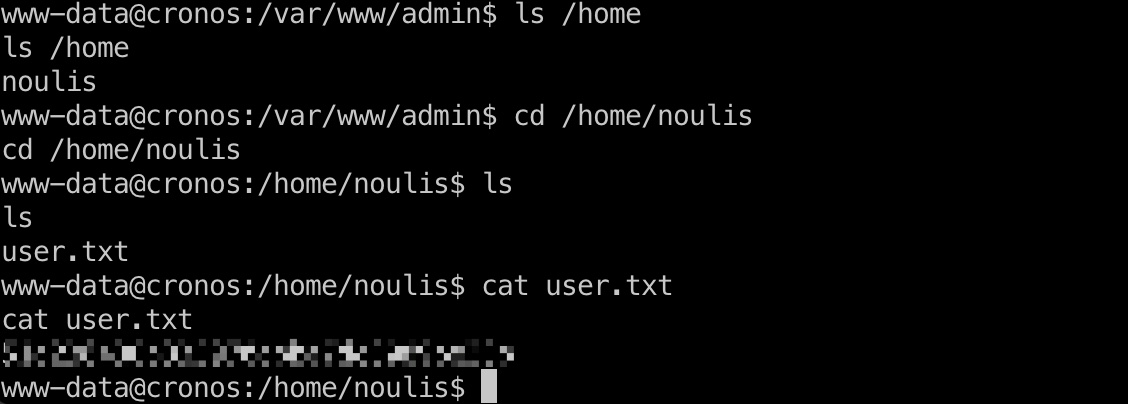 www-data@cronos:/var/www/admin$ ls /home
ls /home
noulis
www-data@cronos:/var/www/admin$ cd /home/noulis
cd /home/noulis
www-data@cronos:/home/noulis$ ls
ls
user.txt
www-data@cronos:/home/noulis$ cat user.txt
cat user.txt
www-data@cronos:/home/noulis$